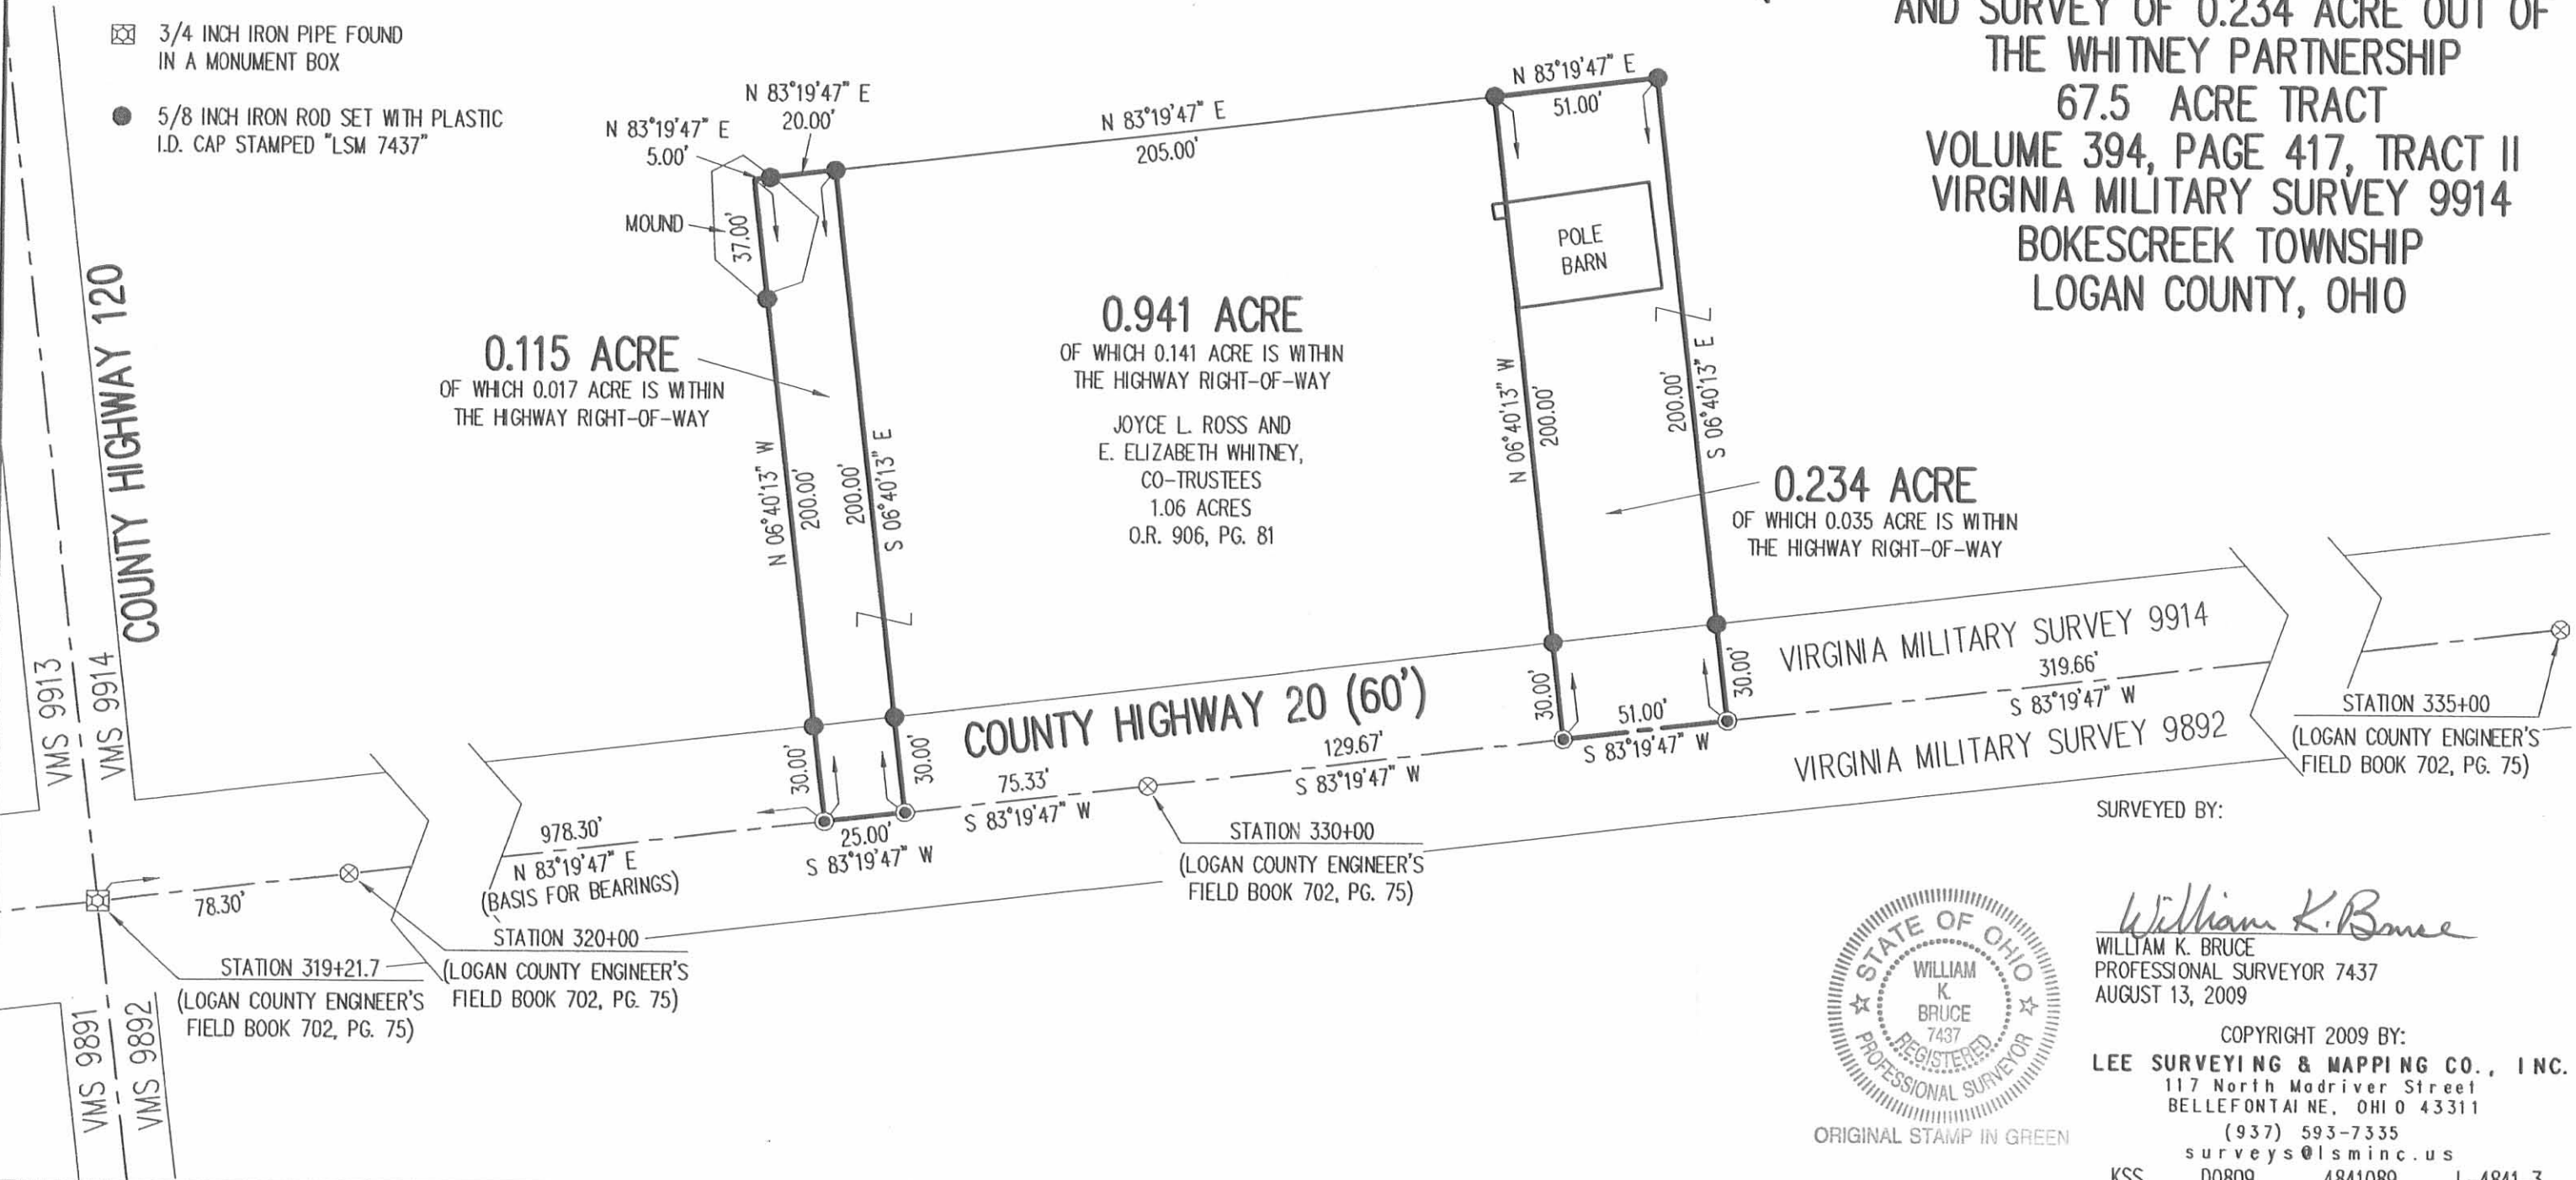 3/4 INCH IRON PIPE FOUND
IN A MONUMENT BOX
5/8 INCH IRON ROD SET WITH PLASTIC
I.D. CAP STAMPED "LSM 7437"
AND SURVEY OF 0.234 ACRE OUT OF
THE WHITNEY PARTNERSHIP
67.5 ACRE TRACT
VOLUME 394, PAGE 417, TRACT II
VIRGINIA MILITARY SURVEY 9914
BOKESCREEK TOWNSHIP
LOGAN COUNTY, OHIO
N 83°19'47" E
20.00'
N 83°19'47" E
5.00'
N 83°19'47" E
205.00'
N 83°19'47" E
51.00'
MOUND
37.00'
POLE
BARN
COUNTY HIGHWAY 120
0.115 ACRE
OF WHICH 0.017 ACRE IS WITHIN
THE HIGHWAY RIGHT-OF-WAY
0.941 ACRE
OF WHICH 0.141 ACRE IS WITHIN
THE HIGHWAY RIGHT-OF-WAY
JOYCE L. ROSS AND
E. ELIZABETH WHITNEY,
CO-TRUSTEES
1.06 ACRES
O.R. 906, PG. 81
N 06°40'13" W
200.00'
200.00'
S 06°40'13" E
N 06°40'13" W
200.00'
200.00'
S 06°40'13" E
0.234 ACRE
OF WHICH 0.035 ACRE IS WITHIN
THE HIGHWAY RIGHT-OF-WAY
VMS 9913
VMS 9914
VIRGINIA MILITARY SURVEY 9914
319.66'
S 83°19'47" W
VIRGINIA MILITARY SURVEY 9892
COUNTY HIGHWAY 20 (60')
30.00'
30.00'
30.00'
30.00'
51.00'
S 83°19'47" W
129.67'
S 83°19'47" W
75.33'
S 83°19'47" W
25.00'
S 83°19'47" W
978.30'
N 83°19'47" E
(BASIS FOR BEARINGS)
78.30'
STATION 335+00
(LOGAN COUNTY ENGINEER'S
FIELD BOOK 702, PG. 75)
STATION 330+00
(LOGAN COUNTY ENGINEER'S
FIELD BOOK 702, PG. 75)
STATION 320+00
(LOGAN COUNTY ENGINEER'S
FIELD BOOK 702, PG. 75)
STATION 319+21.7
(LOGAN COUNTY ENGINEER'S
FIELD BOOK 702, PG. 75)
VMS 9891
VMS 9892
SURVEYED BY:
William K. Bruce
WILLIAM K. BRUCE
PROFESSIONAL SURVEYOR 7437
AUGUST 13, 2009
STATE OF OHIO
WILLIAM
K.
BRUCE
7437
REGISTERED
PROFESSIONAL SURVEYOR
ORIGINAL STAMP IN GREEN
COPYRIGHT 2009 BY:
LEE SURVEYING & MAPPING CO., INC.
117 North Madriver Street
BELLEFONTAINE, OHIO 43311
(937) 593-7335
surveys@lsminc.us
KSS D0809 4841089 L-4841-3